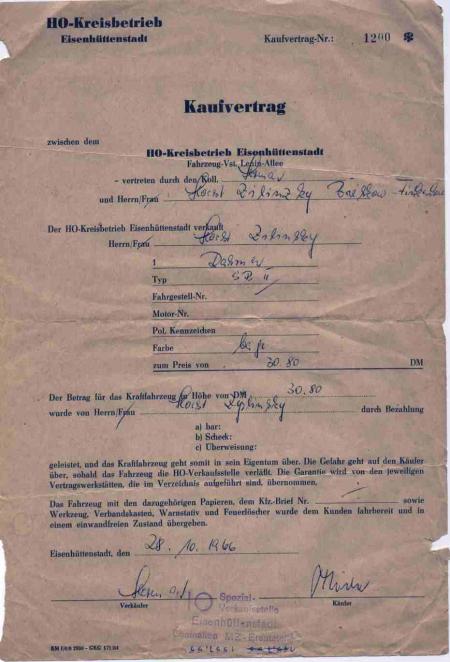 HO-Kreisbetrieb
Eisenhüttenstadt
Kaufvertrag-Nr.: 1200
Kaufvertrag
zwischen dem
HO-Kreisbetrieb Eisenhüttenstadt
Fahrzeug-Vst. Lenin-Allee
- vertreten durch den Koll.
und Herrn/Frau Horst Zilinsky
Der HO-Kreisbetrieb Eisenhüttenstadt verkauft
Herrn/Frau Horst Zilinsky
1
Typ SR II
Fahrgestell-Nr.
Motor-Nr.
Pol. Kennzeichen
Farbe
zum Preis von 30.80 DM
Der Betrag für das Kraftfahrzeug in Höhe von DM 30.80
wurde von Herrn/Frau Horst durch Bezahlung
a) bar:
b) Scheck:
c) Überweisung:
geleistet, und das Kraftfahrzeug geht somit in sein Eigentum über. Die Gefahr geht auf den Käufer
über, sobald das Fahrzeug die HO-Verkaufsstelle verläßt. Die Garantie wird von den jeweiligen
Vertragswerkstätten, die im Verzeichnis aufgeführt sind, übernommen.
Das Fahrzeug mit den dazugehörigen Papieren, dem Kfz.-Brief Nr. sowie
Werkzeug, Verbandskasten, Warnstativ und Feuerlöscher wurde dem Kunden fahrbereit und in
einem einwandfreien Zustand übergeben.
Eisenhüttenstadt, den 28. 10. 1966
Verkäufer
Käufer
HO Spezial-
Verkaufsstelle
Eisenhüttenstadt